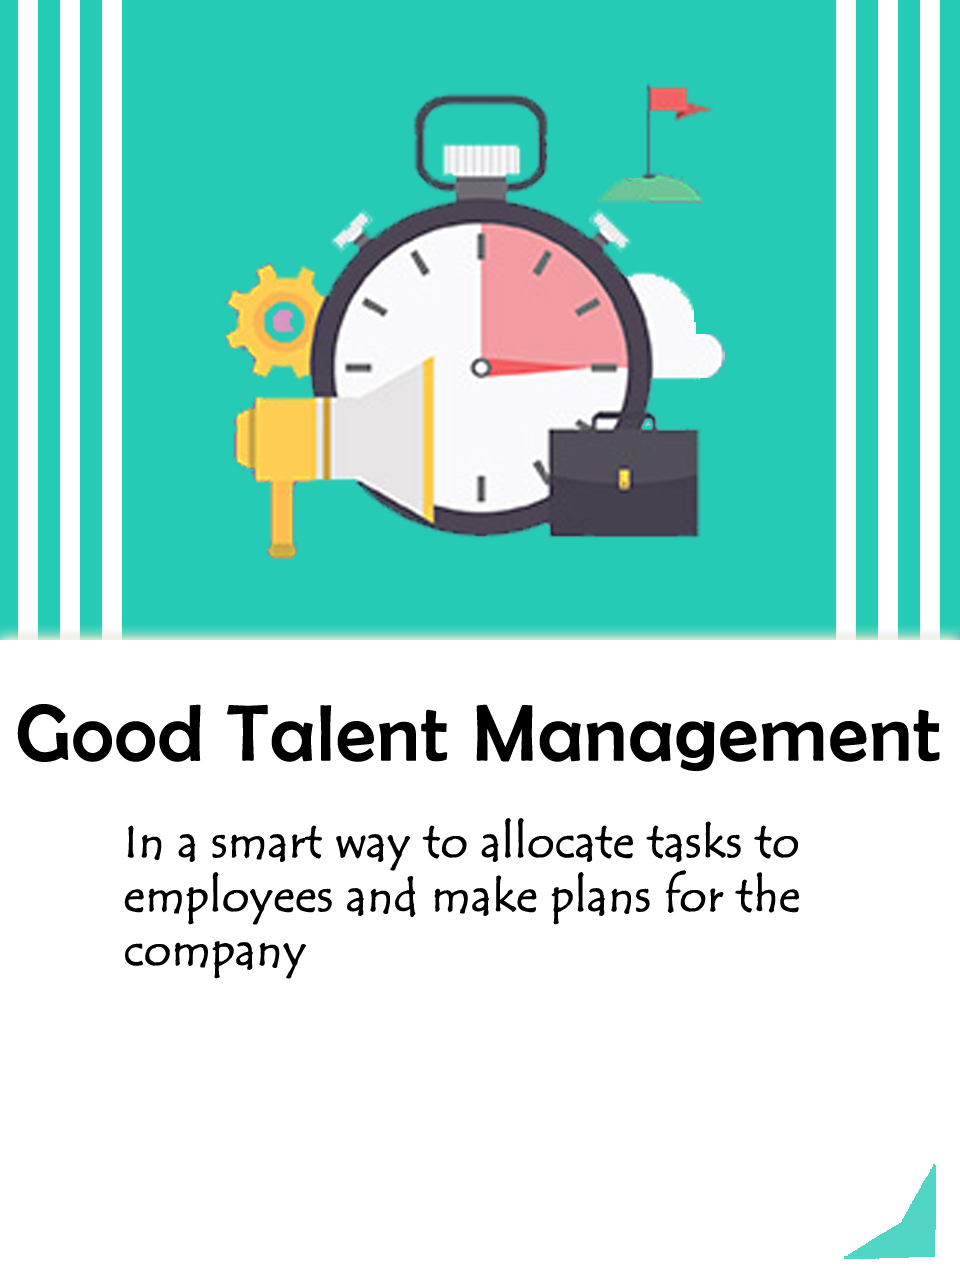 Good Talent Management
In a smart way to allocate tasks to
employees and make plans for the
company